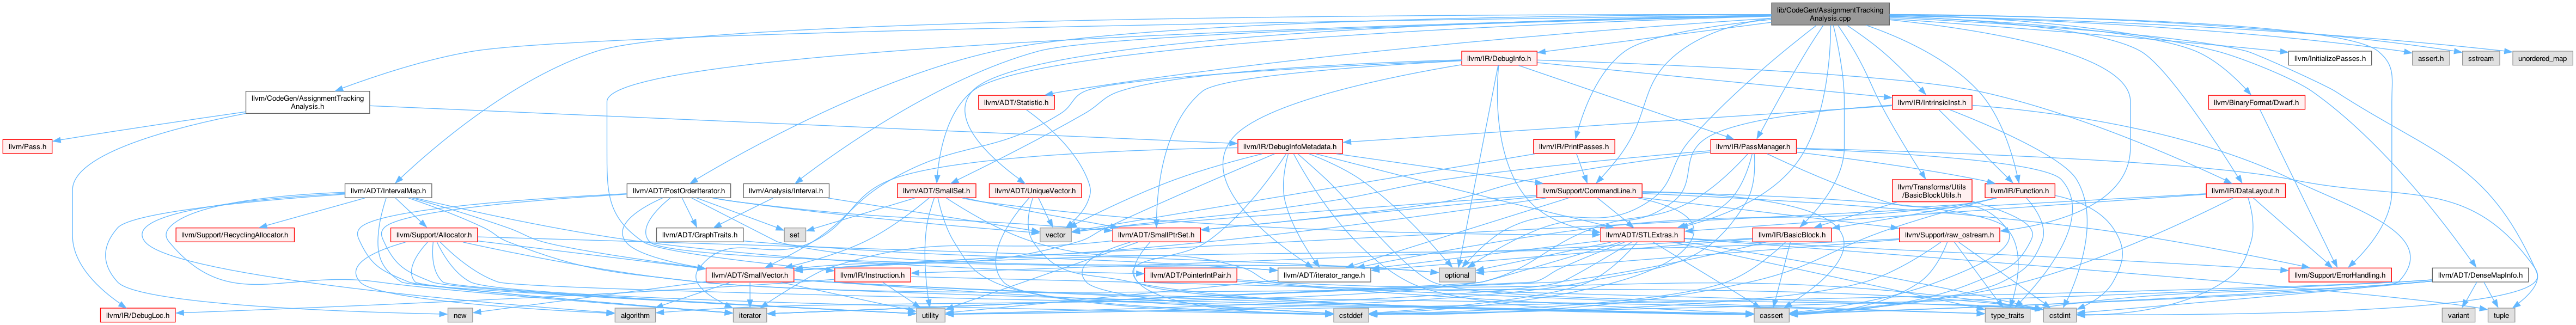 lib/CodeGen/AssignmentTracking
Analysis.cpp
llvm/IR/DebugInfo.h
llvm/InitializePasses.h
assert.h
sstream
unordered_map
llvm/CodeGen/AssignmentTracking
Analysis.h
llvm/ADT/Statistic.h
llvm/IR/IntrinsicInst.h
llvm/BinaryFormat/Dwarf.h
llvm/Pass.h
llvm/IR/DebugInfoMetadata.h
llvm/IR/PrintPasses.h
llvm/IR/PassManager.h
llvm/ADT/IntervalMap.h
llvm/ADT/PostOrderIterator.h
llvm/Analysis/Interval.h
llvm/ADT/SmallSet.h
llvm/ADT/UniqueVector.h
llvm/Support/CommandLine.h
llvm/Transforms/Utils
/BasicBlockUtils.h
llvm/IR/Function.h
llvm/IR/DataLayout.h
llvm/Support/RecyclingAllocator.h
llvm/Support/Allocator.h
llvm/ADT/GraphTraits.h
set
vector
llvm/ADT/SmallPtrSet.h
llvm/ADT/STLExtras.h
llvm/IR/BasicBlock.h
llvm/Support/raw_ostream.h
llvm/ADT/SmallVector.h
llvm/IR/Instruction.h
llvm/ADT/PointerIntPair.h
llvm/ADT/iterator_range.h
optional
llvm/Support/ErrorHandling.h
llvm/ADT/DenseMapInfo.h
llvm/IR/DebugLoc.h
new
algorithm
iterator
utility
cstddef
cassert
type_traits
cstdint
variant
tuple